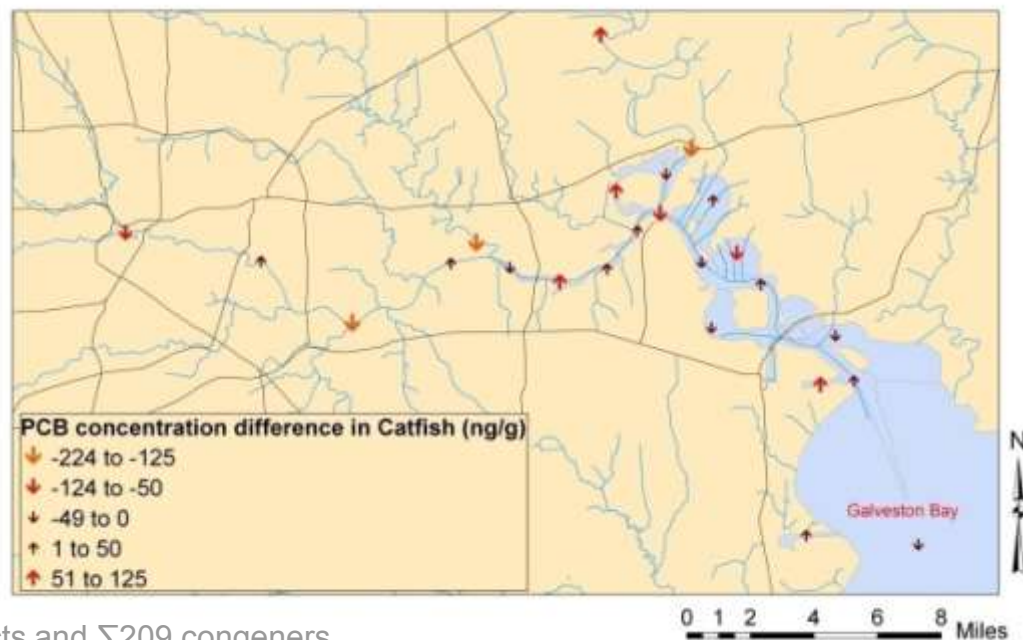 PCB concentration difference in Catfish (ng/g)
-224 to -125
-124 to -50
-49 to 0
1 to 50
51 to 125
Galveston Bay
N
0 1 2 4 6 8 Miles
cts and Σ209 congeners